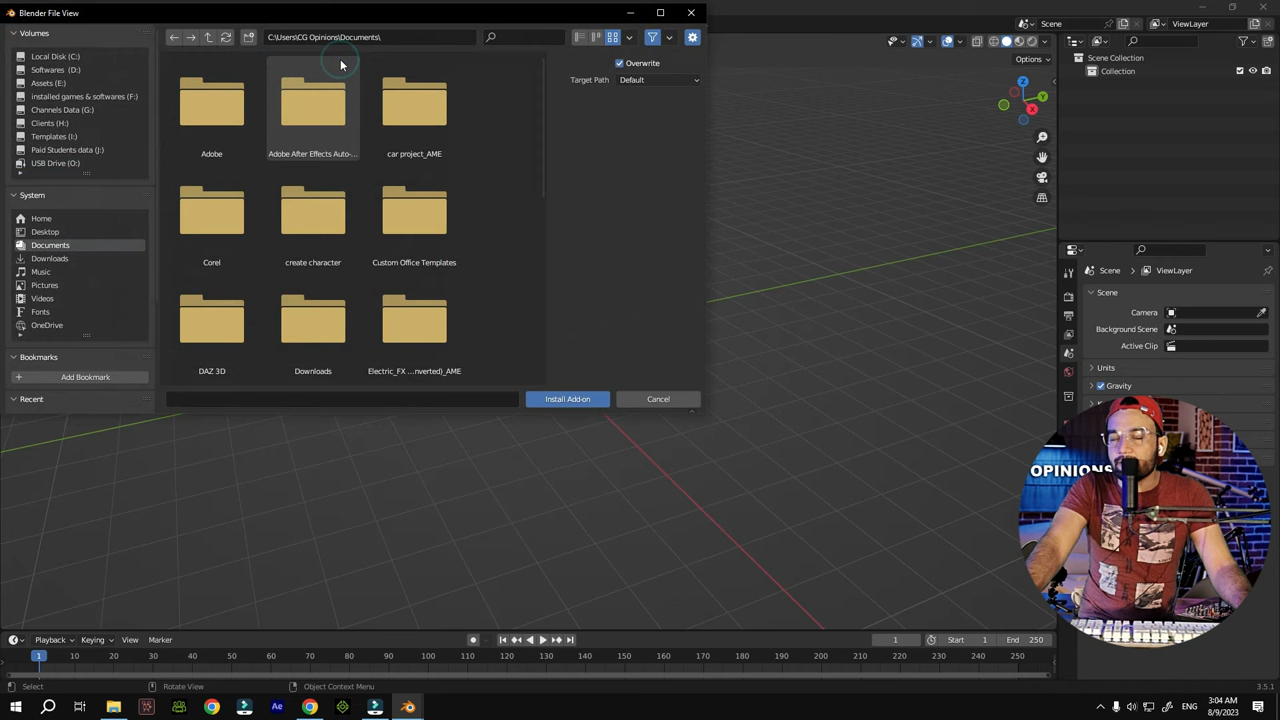 Blender File View
Volumes
Local Disk (C:)
Softwares (D:)
Assets (E:)
installed games & softwares (F:)
Channels Data (G:)
Clients (H:)
Templates (I:)
Paid Students data (J:)
USB Drive (O:)
System
Home
Desktop
Documents
Downloads
Music
Pictures
Videos
Fonts
OneDrive
Bookmarks
Add Bookmark
Recent
C:\Users\CG Opinions\Documents\
Adobe
Adobe After Effects Auto-...
car project_AME
Corel
create character
Custom Office Templates
DAZ 3D
Downloads
Electric_FX ...nverted)_AME
Overwrite
Target Path
Default
Install Add-on
Cancel
Scene
ViewLayer
Options
Scene Collection
Collection
X
Y
Z
Scene
ViewLayer
Scene
Camera
Background Scene
Active Clip
Units
Gravity
OPINIONS
Playback
Keying
View
Marker
1
Start
1
End
250
1
10
20
30
40
50
60
70
80
90
100
110
120
130
140
150
160
170
180
190
200
210
220
230
240
250
Select
Rotate View
Object Context Menu
3.5.1
Ae
ENG
3:04 AM
8/9/2023